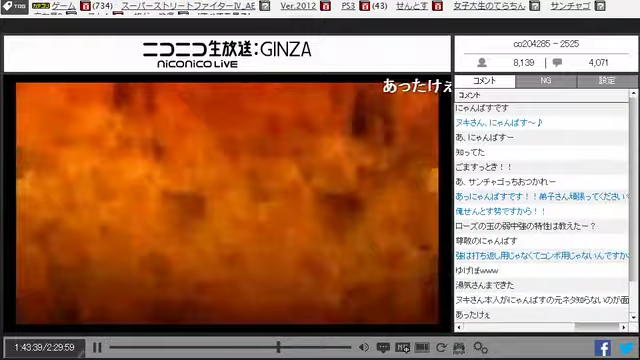 TAG カテゴリ ゲーム (734) スーパーストリートファイターⅣ_AE Ver.2012 PS3 (43) せんとす 女子大生のてらちん サンチャゴ
ニコニコ生放送:GINZA
niconico LIVE
co204285 − 2525
8,139 4,071
コメント NG 設定
コメント
にゃんぱすです
ヌキさん、にゃんぱす～♪
あ、にゃんぱすー
知ってた
ごますっとき！！
あ、サンチャゴっちおつかれー
あっにゃんぱすです！！弟子さん頑張ってください
俺せんとす勢ですから！！
ローズの玉の弱中強の特性は教えたー？
尊敬のにゃんぱす
強は打ち返し用じゃなくてコンボ用じゃないんですか
ゆげぱwww
湯気さんまできた
ヌキさん本人がにゃんぱすの元ネタ知らないのが面
あったけぇ
あったけぇ
1:43:39/2:29:59